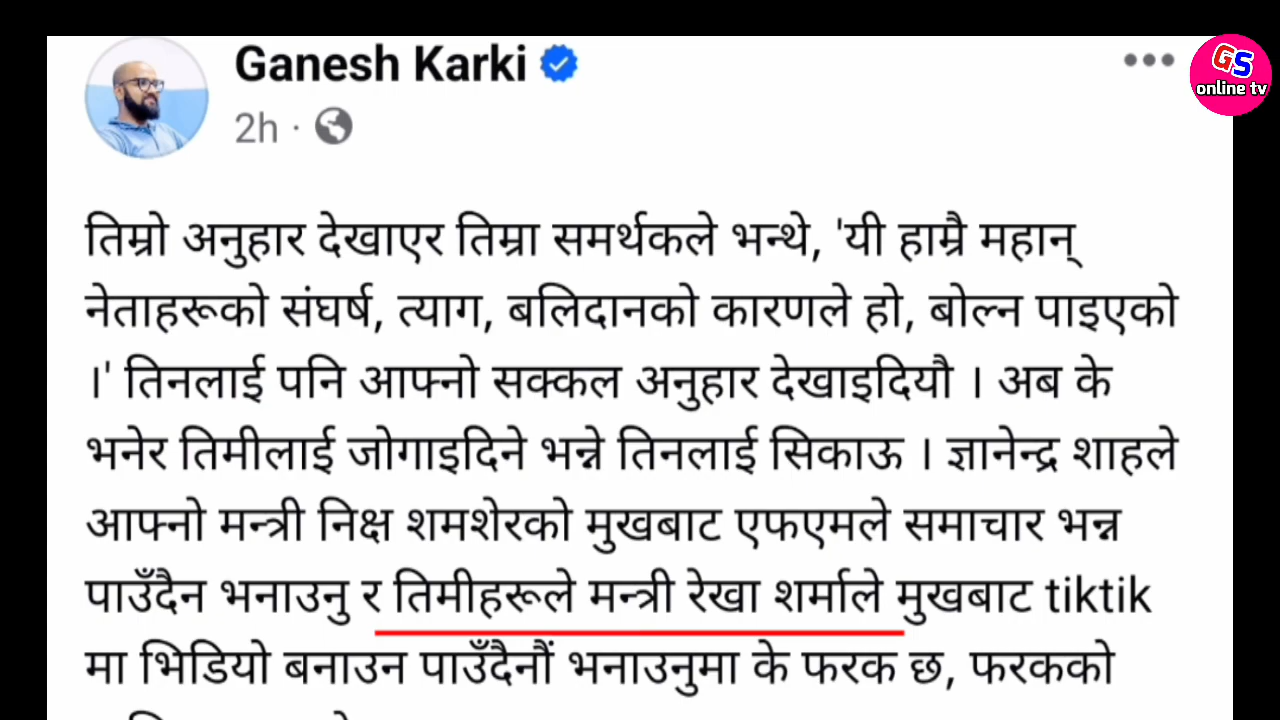 Ganesh Karki
2h ·
GS
online tv
तिम्रो अनुहार देखाएर तिम्रा समर्थकले भन्थे, 'यी हाम्रै महान्
नेताहरूको संघर्ष, त्याग, बलिदानको कारणले हो, बोल्न पाइएको
।' तिनलाई पनि आफ्नो सक्कल अनुहार देखाइदियौ । अब के
भनेर तिमीलाई जोगाइदिने भन्ने तिनलाई सिकाऊ । ज्ञानेन्द्र शाहले
आफ्नो मन्त्री निक्ष शमशेरको मुखबाट एफएमले समाचार भन्न
पाउँदैन भनाउनु र तिमीहरूले मन्त्री रेखा शर्माले मुखबाट tiktik
मा भिडियो बनाउन पाउँदैनौं भनाउनुमा के फरक छ, फरकको